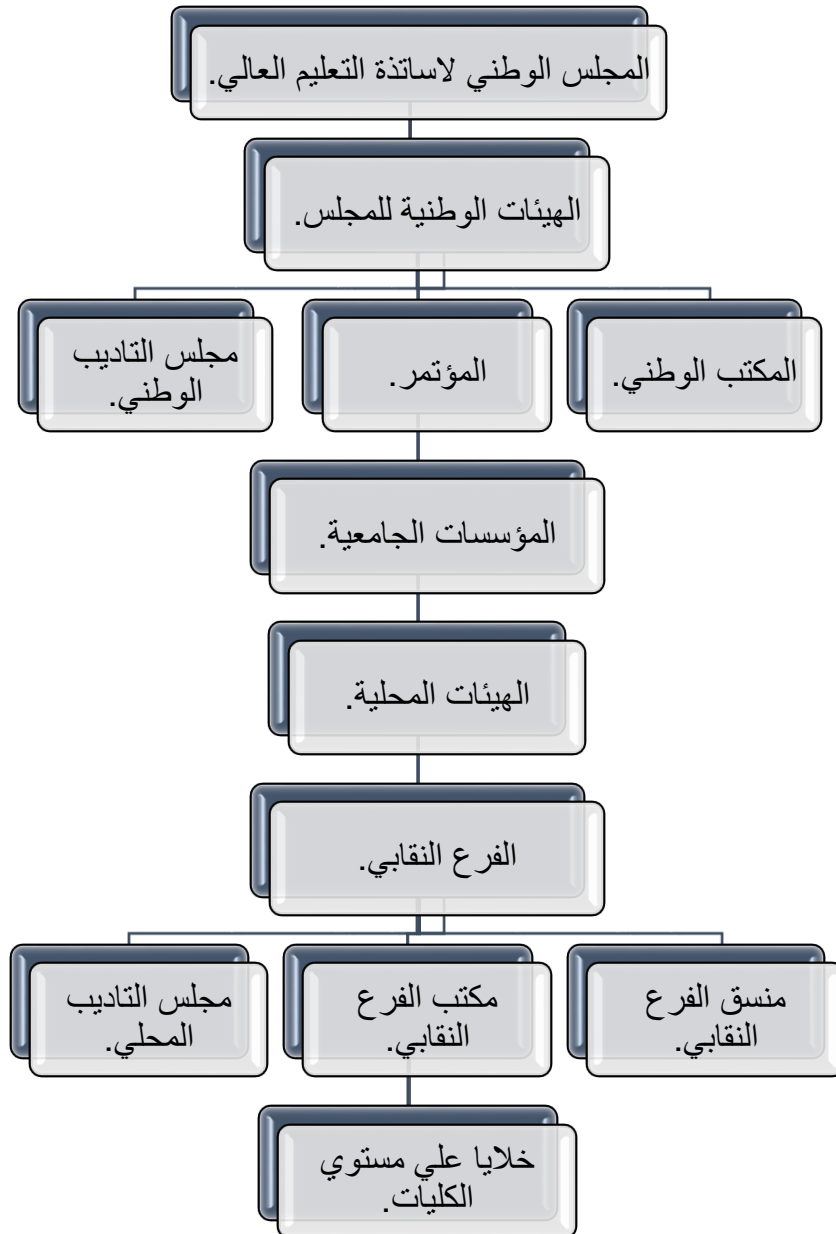 المجلس الوطني لاساتذة التعليم العالي.
الهيئات الوطنية للمجلس.
المكتب الوطني.
المؤتمر.
مجلس التاديب
الوطني.
المؤسسات الجامعية.
الهيئات المحلية.
الفرع النقابي.
منسق الفرع
النقابي.
مكتب الفرع
النقابي.
مجلس التاديب
المحلي.
خلايا علي مستوي
الكليات.